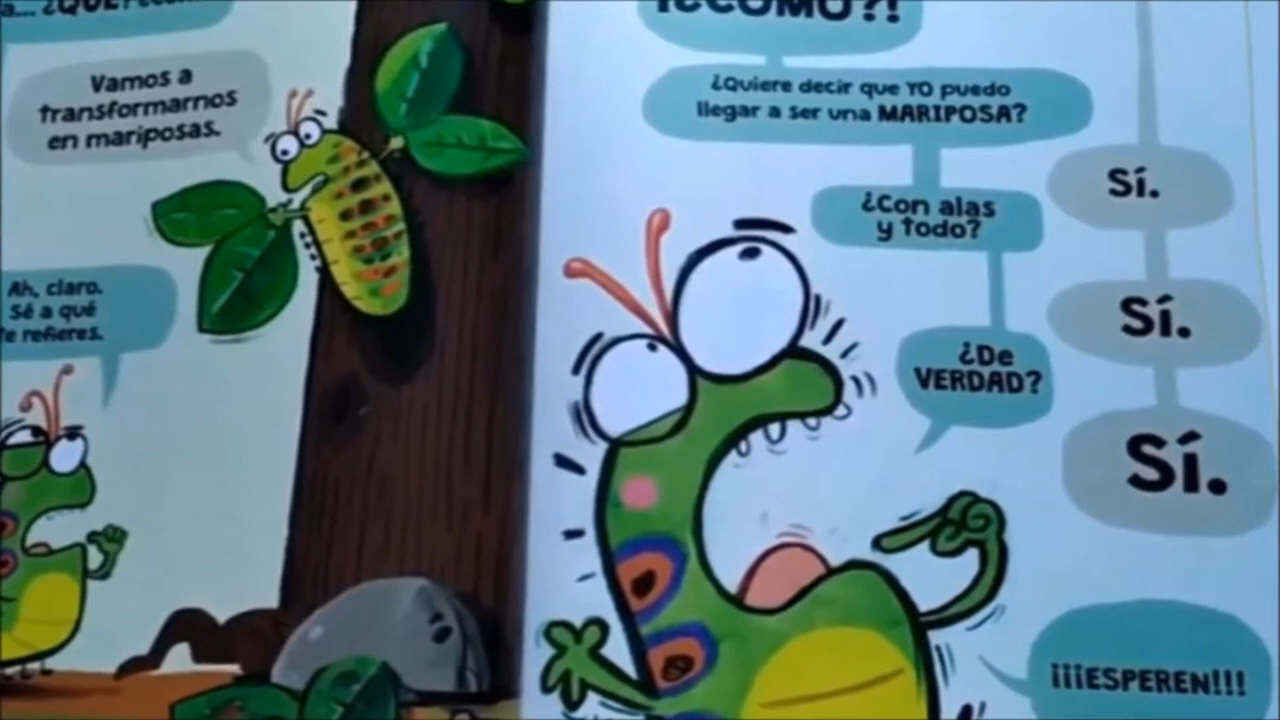 Vamos a
transformarnos
en mariposas.
Ah, claro.
Sé a qué
te refieres.
¡¿CÓMO?!
¿Quiere decir que YO puedo
llegar a ser una MARIPOSA?
Sí.
¿Con alas
y todo?
Sí.
¿De
VERDAD?
Sí.
¡¡¡ESPEREN!!!